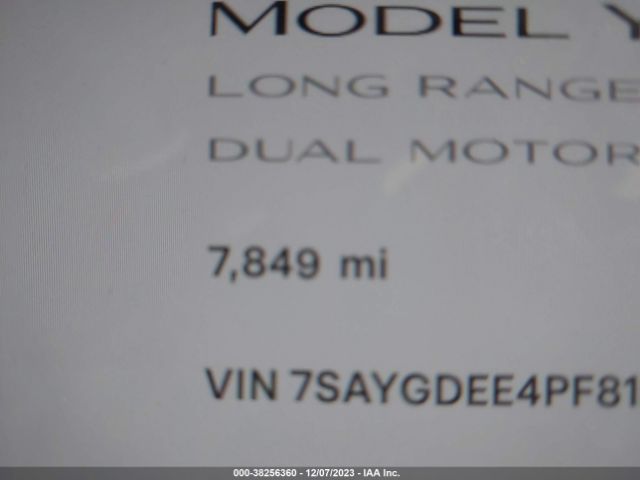 MODEL Y
LONG RANGE
DUAL MOTOR
7,849 mi
VIN 7SAYGDEE4PF81
000-38256360 - 12/07/2023 - IAA Inc.